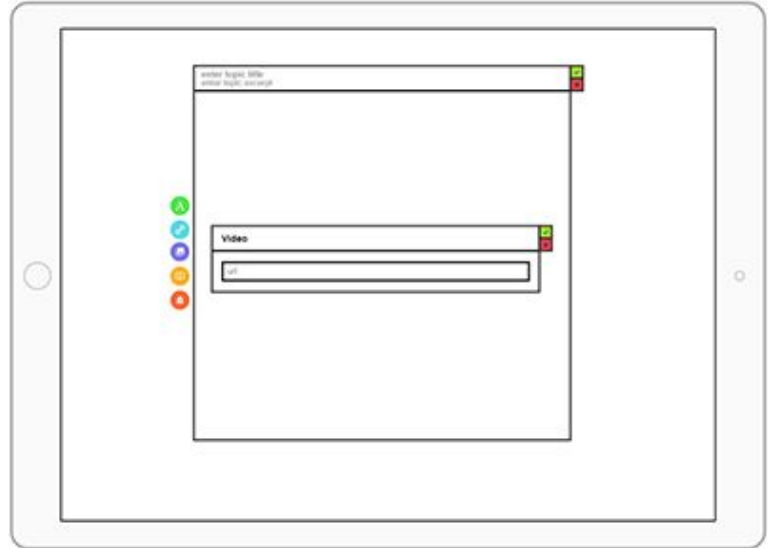 enter topic title
enter topic excerpt
A
Video
url